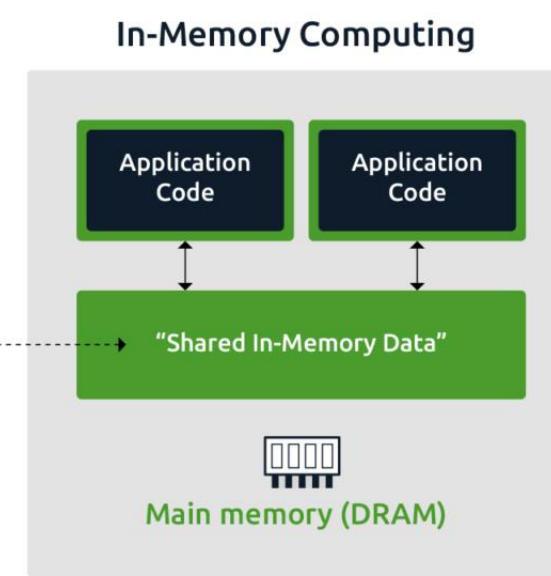 In-Memory Computing
Application
Code
Application
Code
“Shared In-Memory Data”
Main memory (DRAM)